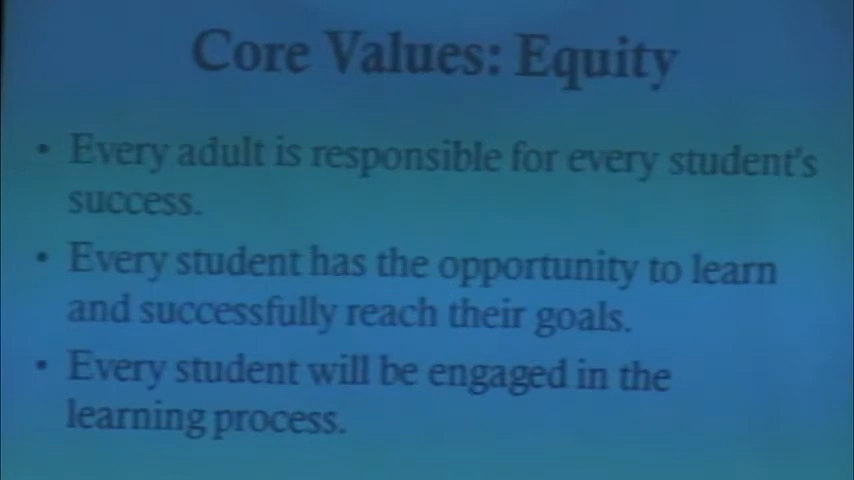 Core Values: Equity
• Every adult is responsible for every student's
success.
• Every student has the opportunity to learn
and successfully reach their goals.
• Every student will be engaged in the
learning process.